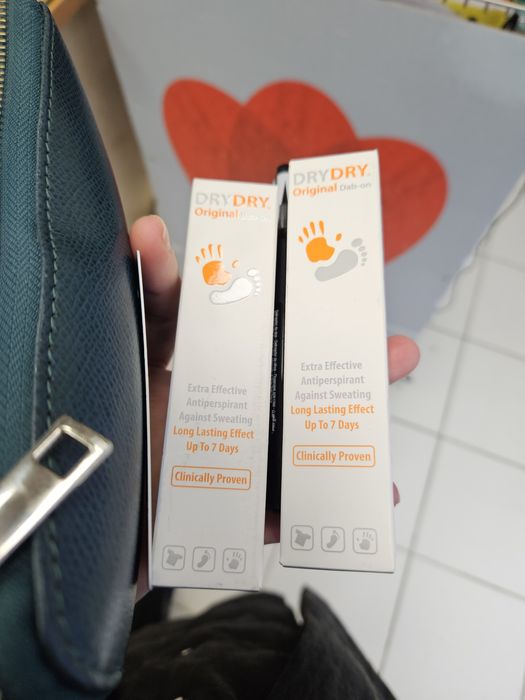 DRYDRY
Original
Extra Effective
Antiperspirant
Against Sweating
Long Lasting Effect
Up To 7 Days
Clinically Proven
DRYDRY
Original Dab-on
Extra Effective
Antiperspirant
Against Sweating
Long Lasting Effect
Up To 7 Days
Clinically Proven